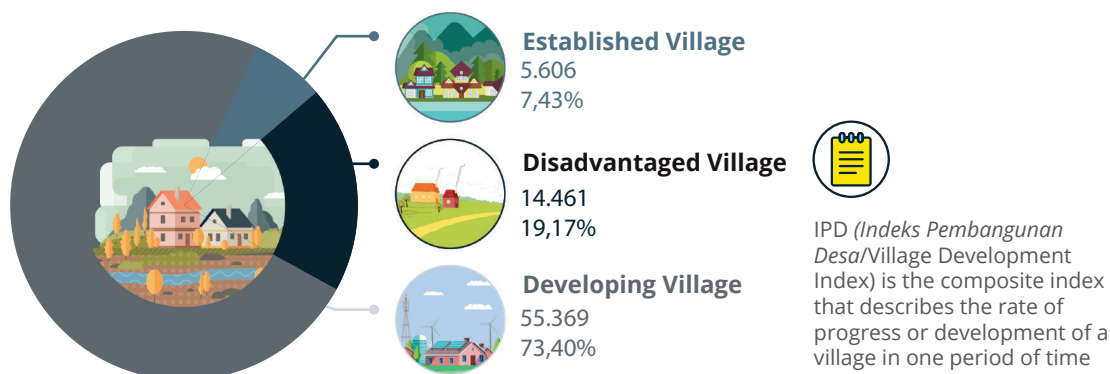 Established Village
5.606
7,43%
Disadvantaged Village
14.461
19,17%
Developing Village
55.369
73,40%
IPD (Indeks Pembangunan
Desa/Village Development
Index) is the composite index
that describes the rate of
progress or development of a
village in one period of time